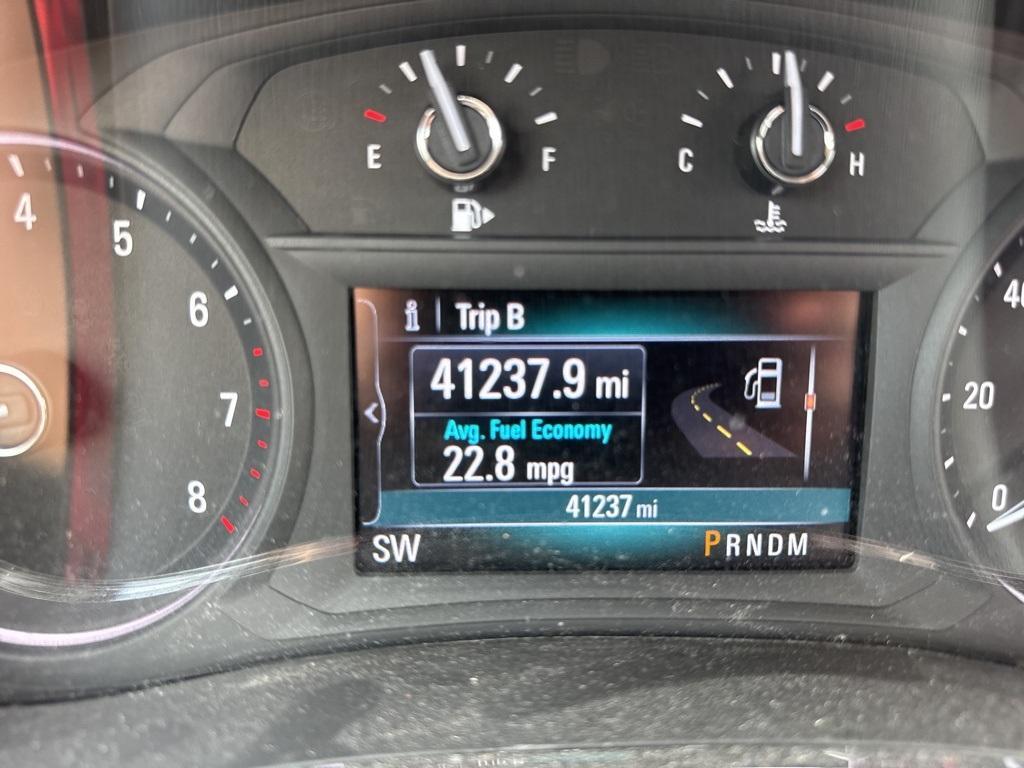 E F
C H
4
5
6
7
8
i Trip B
41237.9 mi
Avg. Fuel Economy
22.8 mpg
41237 mi
SW PRNDM
40
20
0